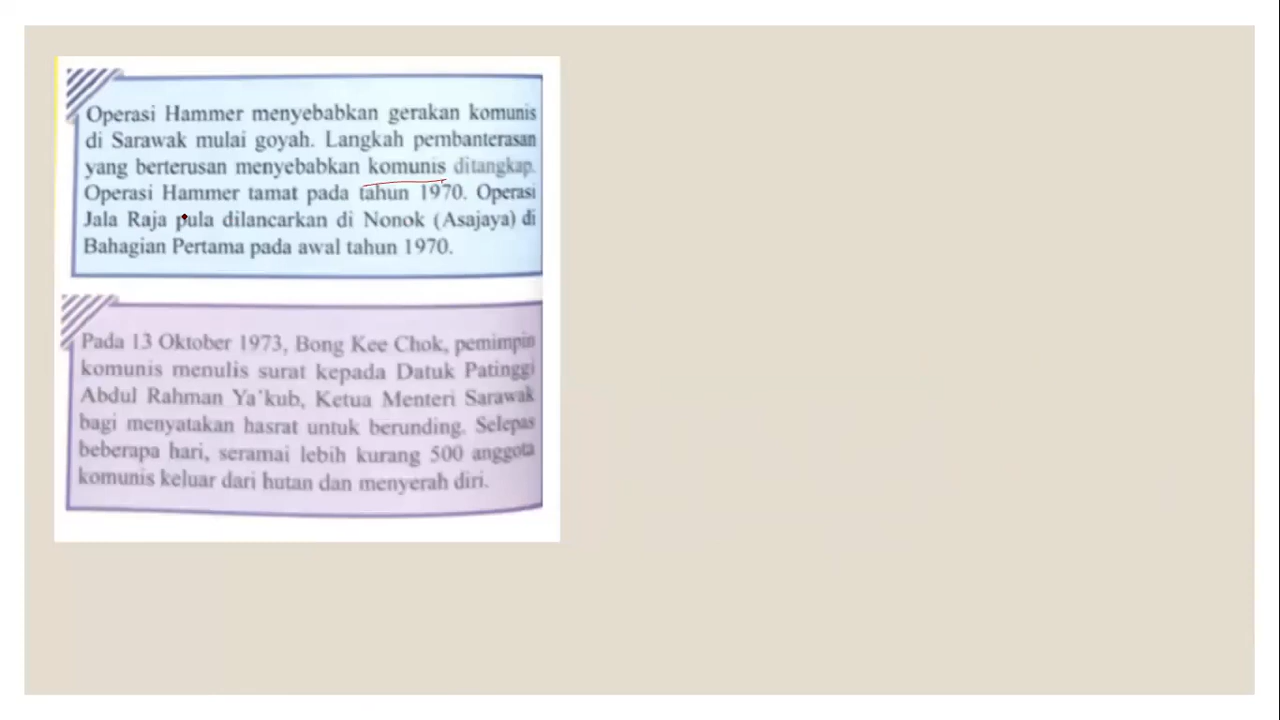 Operasi Hammer menyebabkan gerakan komunis
di Sarawak mulai goyah. Langkah pembanterasan
yang berterusan menyebabkan komunis ditangkap.
Operasi Hammer tamat pada tahun 1970. Operasi
Jala Raja pula dilancarkan di Nonok (Asajaya) di
Bahagian Pertama pada awal tahun 1970.
Pada 13 Oktober 1973, Bong Kee Chok, pemimpin
komunis menulis surat kepada Datuk Patinggi
Abdul Rahman Ya'kub, Ketua Menteri Sarawak
bagi menyatakan hasrat untuk berunding. Selepas
beberapa hari, seramai lebih kurang 500 anggota
komunis keluar dari hutan dan menyerah diri.